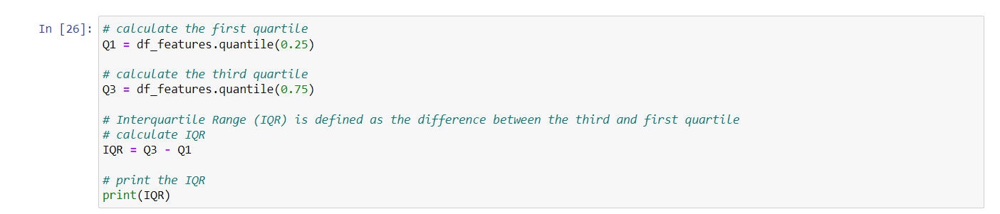 In [26]: # calculate the first quartile
Q1 = df_features.quantile(0.25)
# calculate the third quartile
Q3 = df_features.quantile(0.75)
# Interquartile Range (IQR) is defined as the difference between the third and first quartile
# calculate IQR
IQR = Q3 - Q1
# print the IQR
print(IQR)